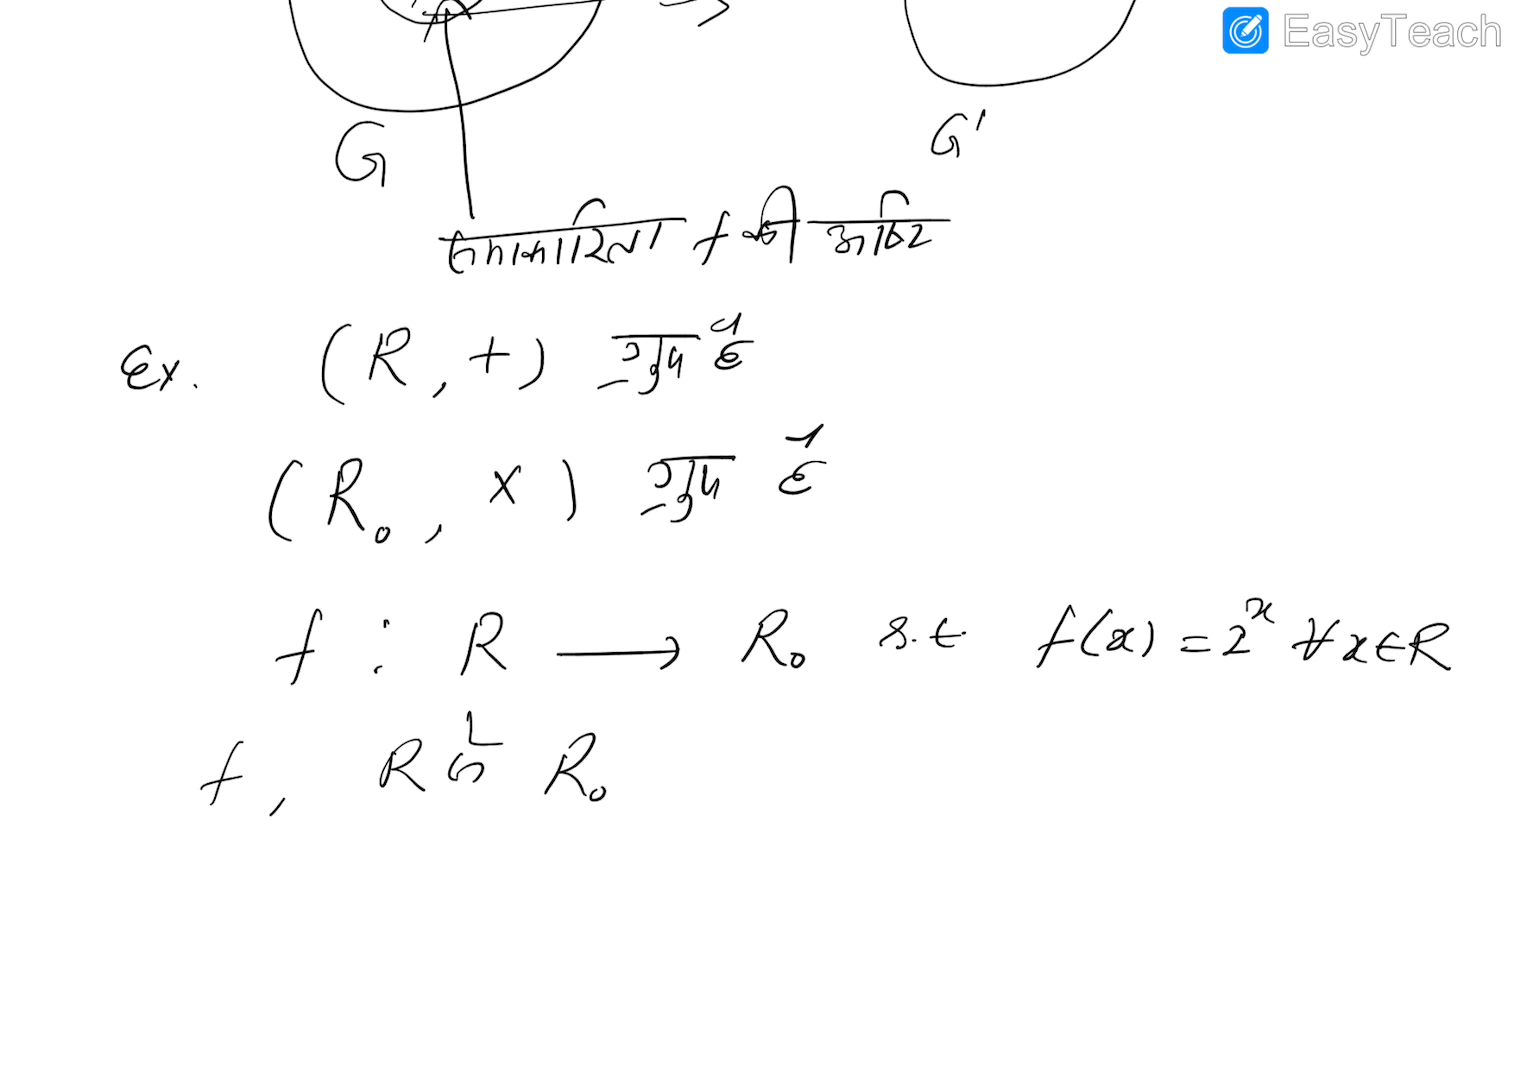 EasyTeach
G G'
समाकारिता f की अष्टि
Ex. (R, +) ग्रुप है
(R₀, ×) ग्रुप है
f : R ⟶ R₀ s.t. f(x) = 2ˣ ∀ x ∈ R
f, R से R₀